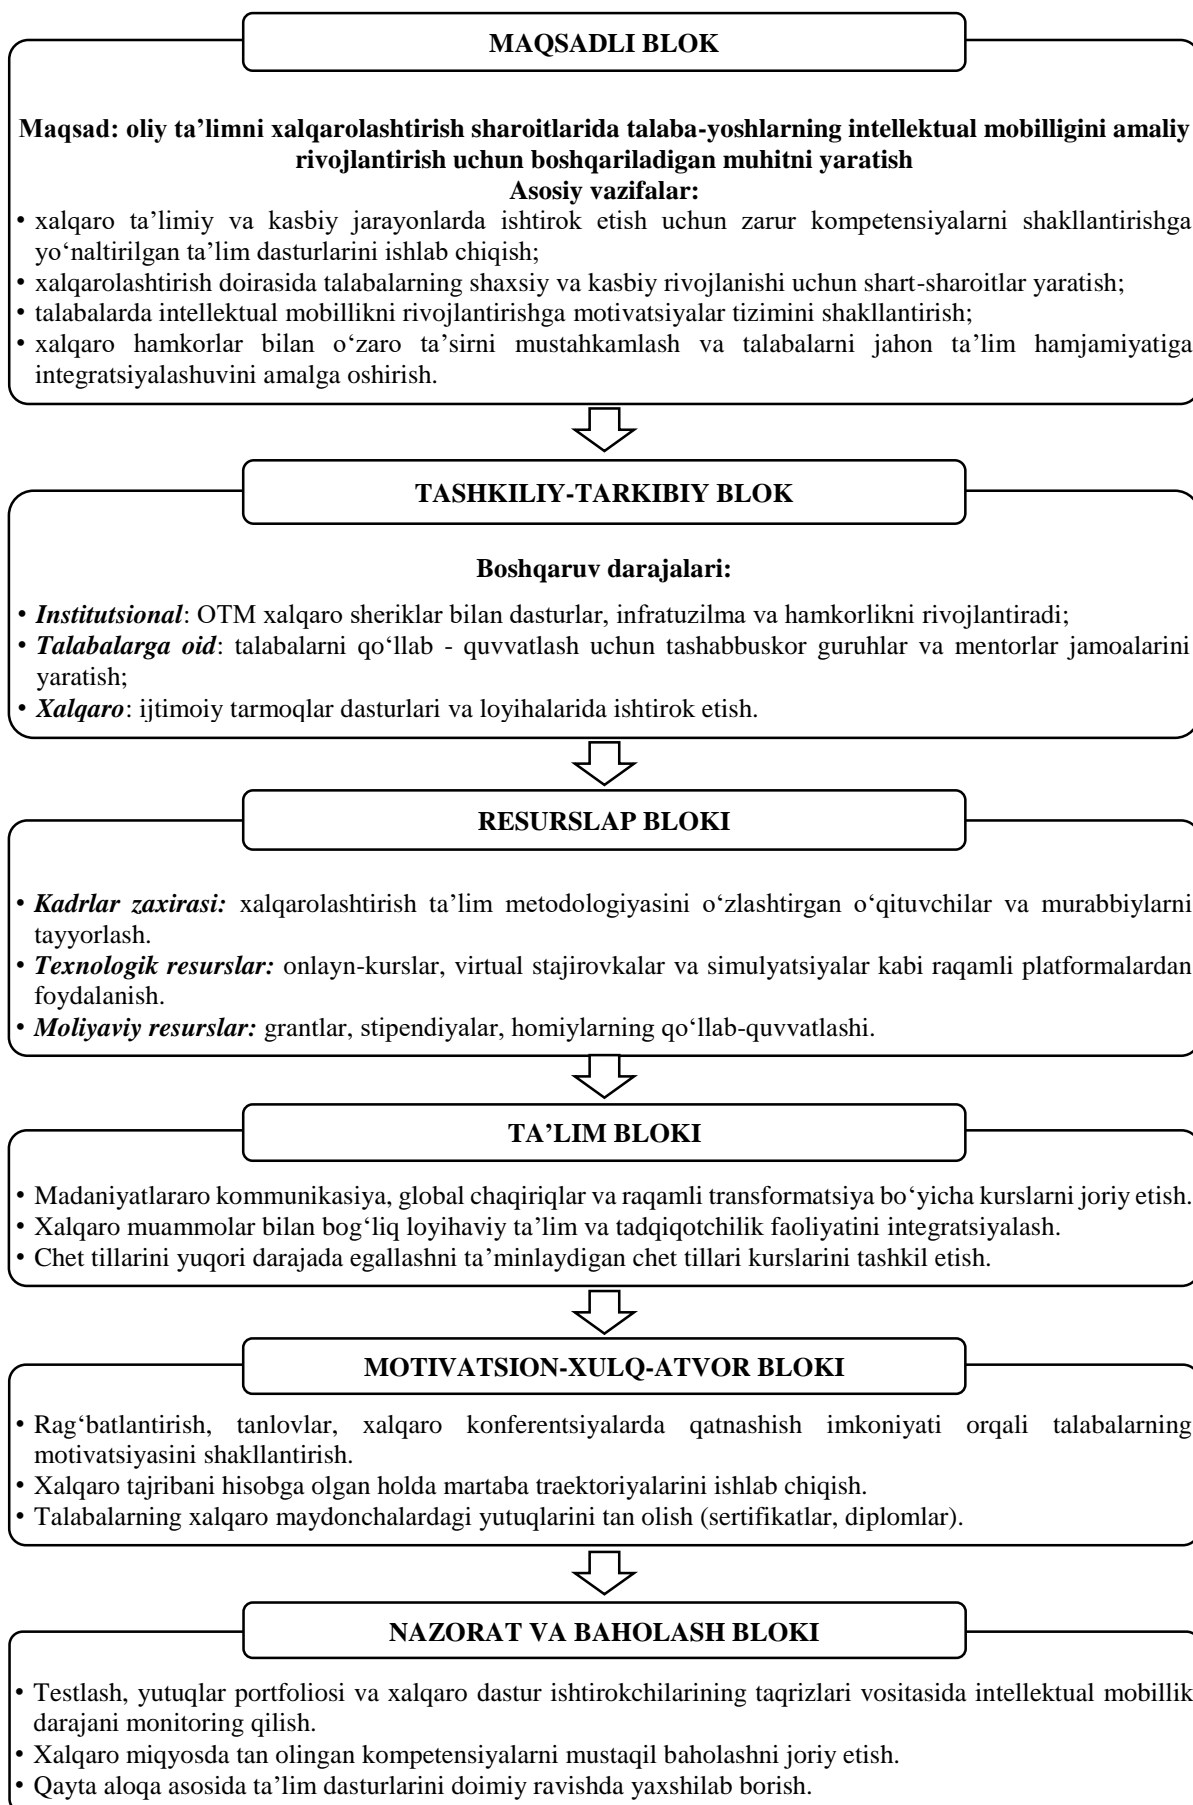 MAQSADLI BLOK
Maqsad: oliy ta’limni xalqarolashtirish sharoitlarida talaba-yoshlarning intellektual mobilligini amaliy
rivojlantirish uchun boshqariladigan muhitni yaratish
Asosiy vazifalar:
• xalqaro ta’limiy va kasbiy jarayonlarda ishtirok etish uchun zarur kompetensiyalarni shakllantirishga
yo‘naltirilgan ta’lim dasturlarini ishlab chiqish;
• xalqarolashtirish doirasida talabalarning shaxsiy va kasbiy rivojlanishi uchun shart-sharoitlar yaratish;
• talabalarda intellektual mobillikni rivojlantirishga motivatsiyalar tizimini shakllantirish;
• xalqaro hamkorlar bilan o‘zaro ta’sirni mustahkamlash va talabalarni jahon ta’lim hamjamiyatiga
integratsiyalashuvini amalga oshirish.
TASHKILIY-TARKIBIY BLOK
Boshqaruv darajalari:
• Institutsional: OTM xalqaro sheriklar bilan dasturlar, infratuzilma va hamkorlikni rivojlantiradi;
• Talabalarga oid: talabalarni qo‘llab - quvvatlash uchun tashabbuskor guruhlar va mentorlar jamoalarini
yaratish;
• Xalqaro: ijtimoiy tarmoqlar dasturlari va loyihalarida ishtirok etish.
RESURSLAP BLOKI
• Kadrlar zaxirasi: xalqarolashtirish ta’lim metodologiyasini o‘zlashtirgan o‘qituvchilar va murabbiylarni
tayyorlash.
• Texnologik resurslar: onlayn-kurslar, virtual stajirovkalar va simulyatsiyalar kabi raqamli platformalardan
foydalanish.
• Moliyaviy resurslar: grantlar, stipendiyalar, homiylarning qo‘llab-quvvatlashi.
TA’LIM BLOKI
• Madaniyatlararo kommunikasiya, global chaqiriqlar va raqamli transformatsiya bo‘yicha kurslarni joriy etish.
• Xalqaro muammolar bilan bog‘liq loyihaviy ta’lim va tadqiqotchilik faoliyatini integratsiyalash.
• Chet tillarini yuqori darajada egallashni ta’minlaydigan chet tillari kurslarini tashkil etish.
MOTIVATSION-XULQ-ATVOR BLOKI
• Rag‘batlantirish, tanlovlar, xalqaro konferentsiyalarda qatnashish imkoniyati orqali talabalarning
motivatsiyasini shakllantirish.
• Xalqaro tajribani hisobga olgan holda martaba traektoriyalarini ishlab chiqish.
• Talabalarning xalqaro maydonchalardagi yutuqlarini tan olish (sertifikatlar, diplomlar).
NAZORAT VA BAHOLASH BLOKI
• Testlash, yutuqlar portfoliosi va xalqaro dastur ishtirokchilarining taqrizlari vositasida intellektual mobillik
darajani monitoring qilish.
• Xalqaro miqyosda tan olingan kompetensiyalarni mustaqil baholashni joriy etish.
• Qayta aloqa asosida ta’lim dasturlarini doimiy ravishda yaxshilab borish.